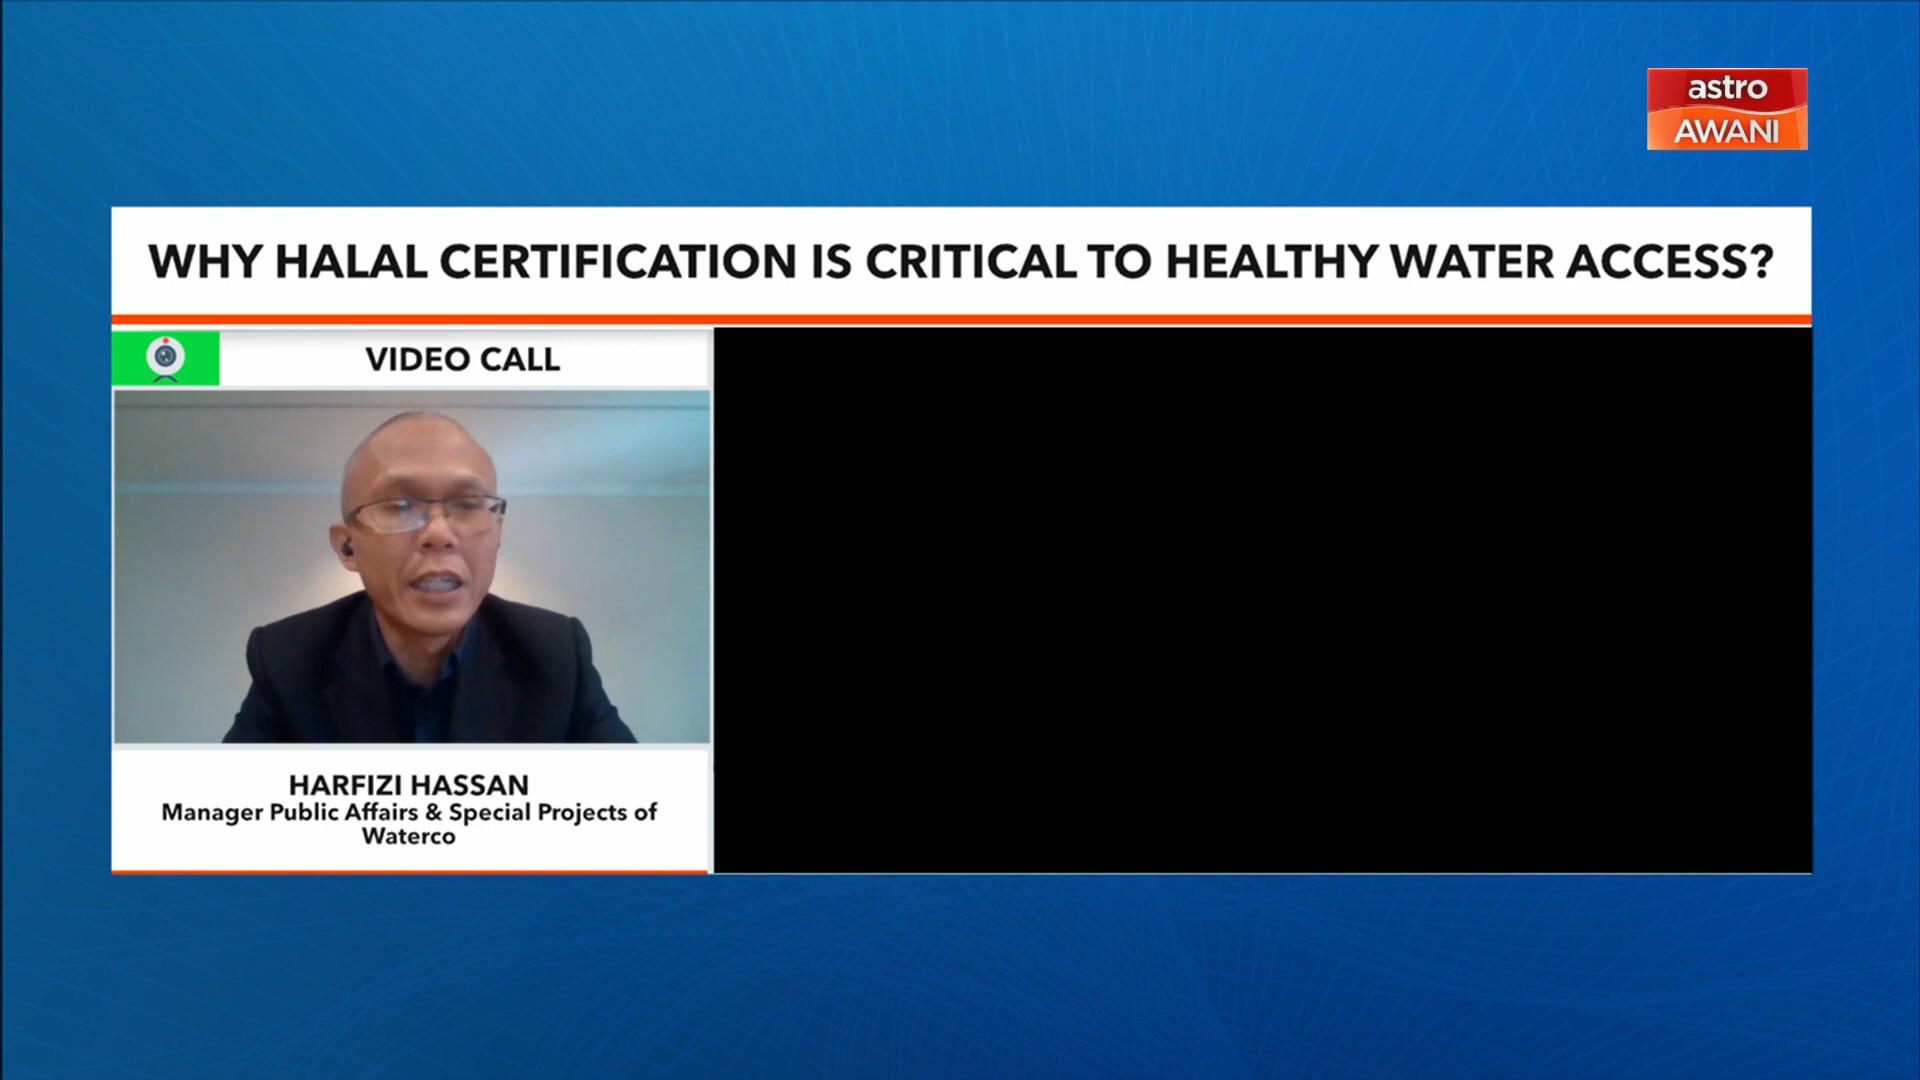 astro
AWANI
WHY HALAL CERTIFICATION IS CRITICAL TO HEALTHY WATER ACCESS?
VIDEO CALL
HARFIZI HASSAN
Manager Public Affairs & Special Projects of
Waterco